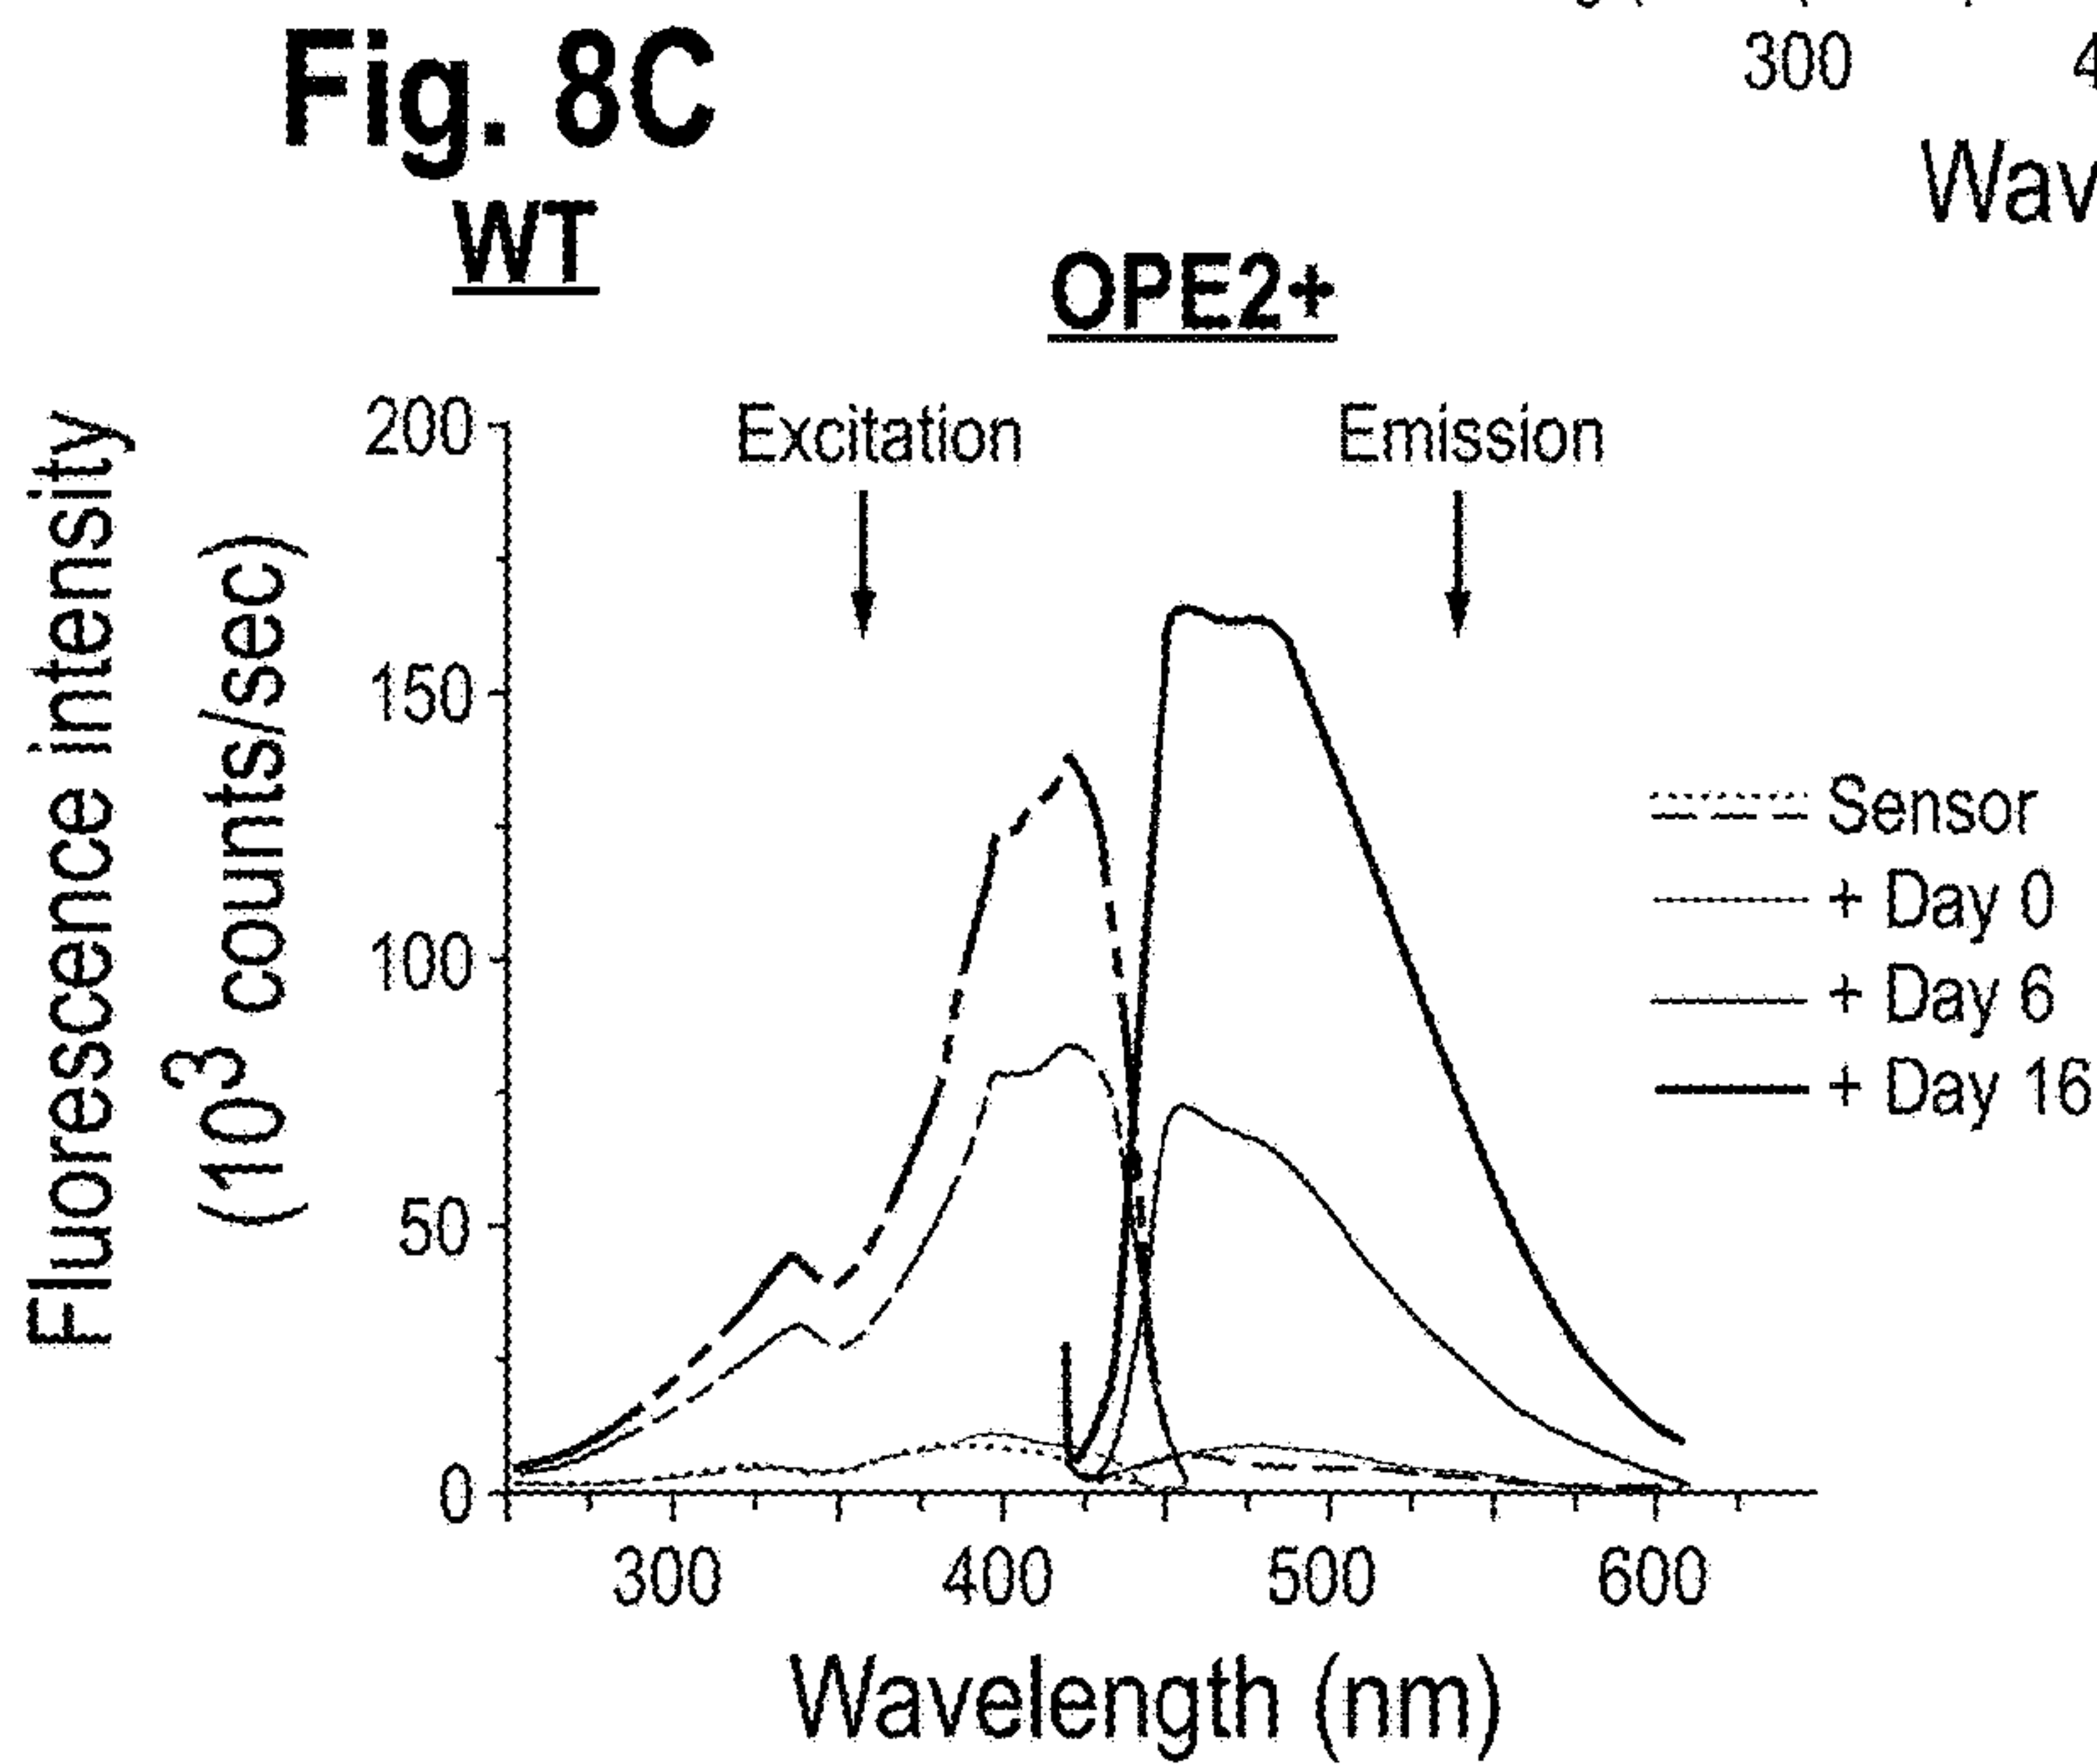 Fig. 8C
WT
OPE2+
300
Wav
Fluorescence intensity
(10³ counts/sec)
200
150
100
50
0
Excitation
Emission
Sensor
+ Day 0
+ Day 6
+ Day 16
300 400 500 600
Wavelength (nm)